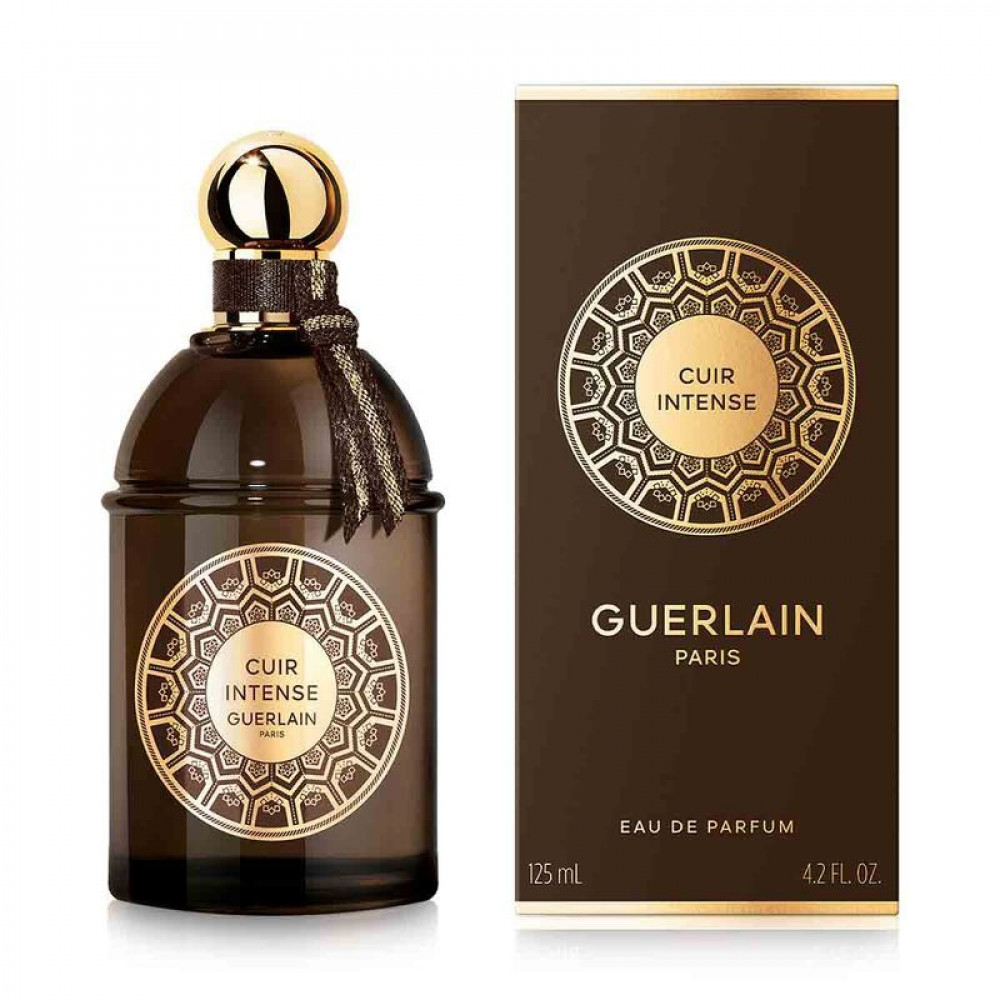 CUIR
INTENSE
GUERLAIN
PARIS
CUIR
INTENSE
GUERLAIN
PARIS
EAU DE PARFUM
125 mL
4.2 FL. OZ.